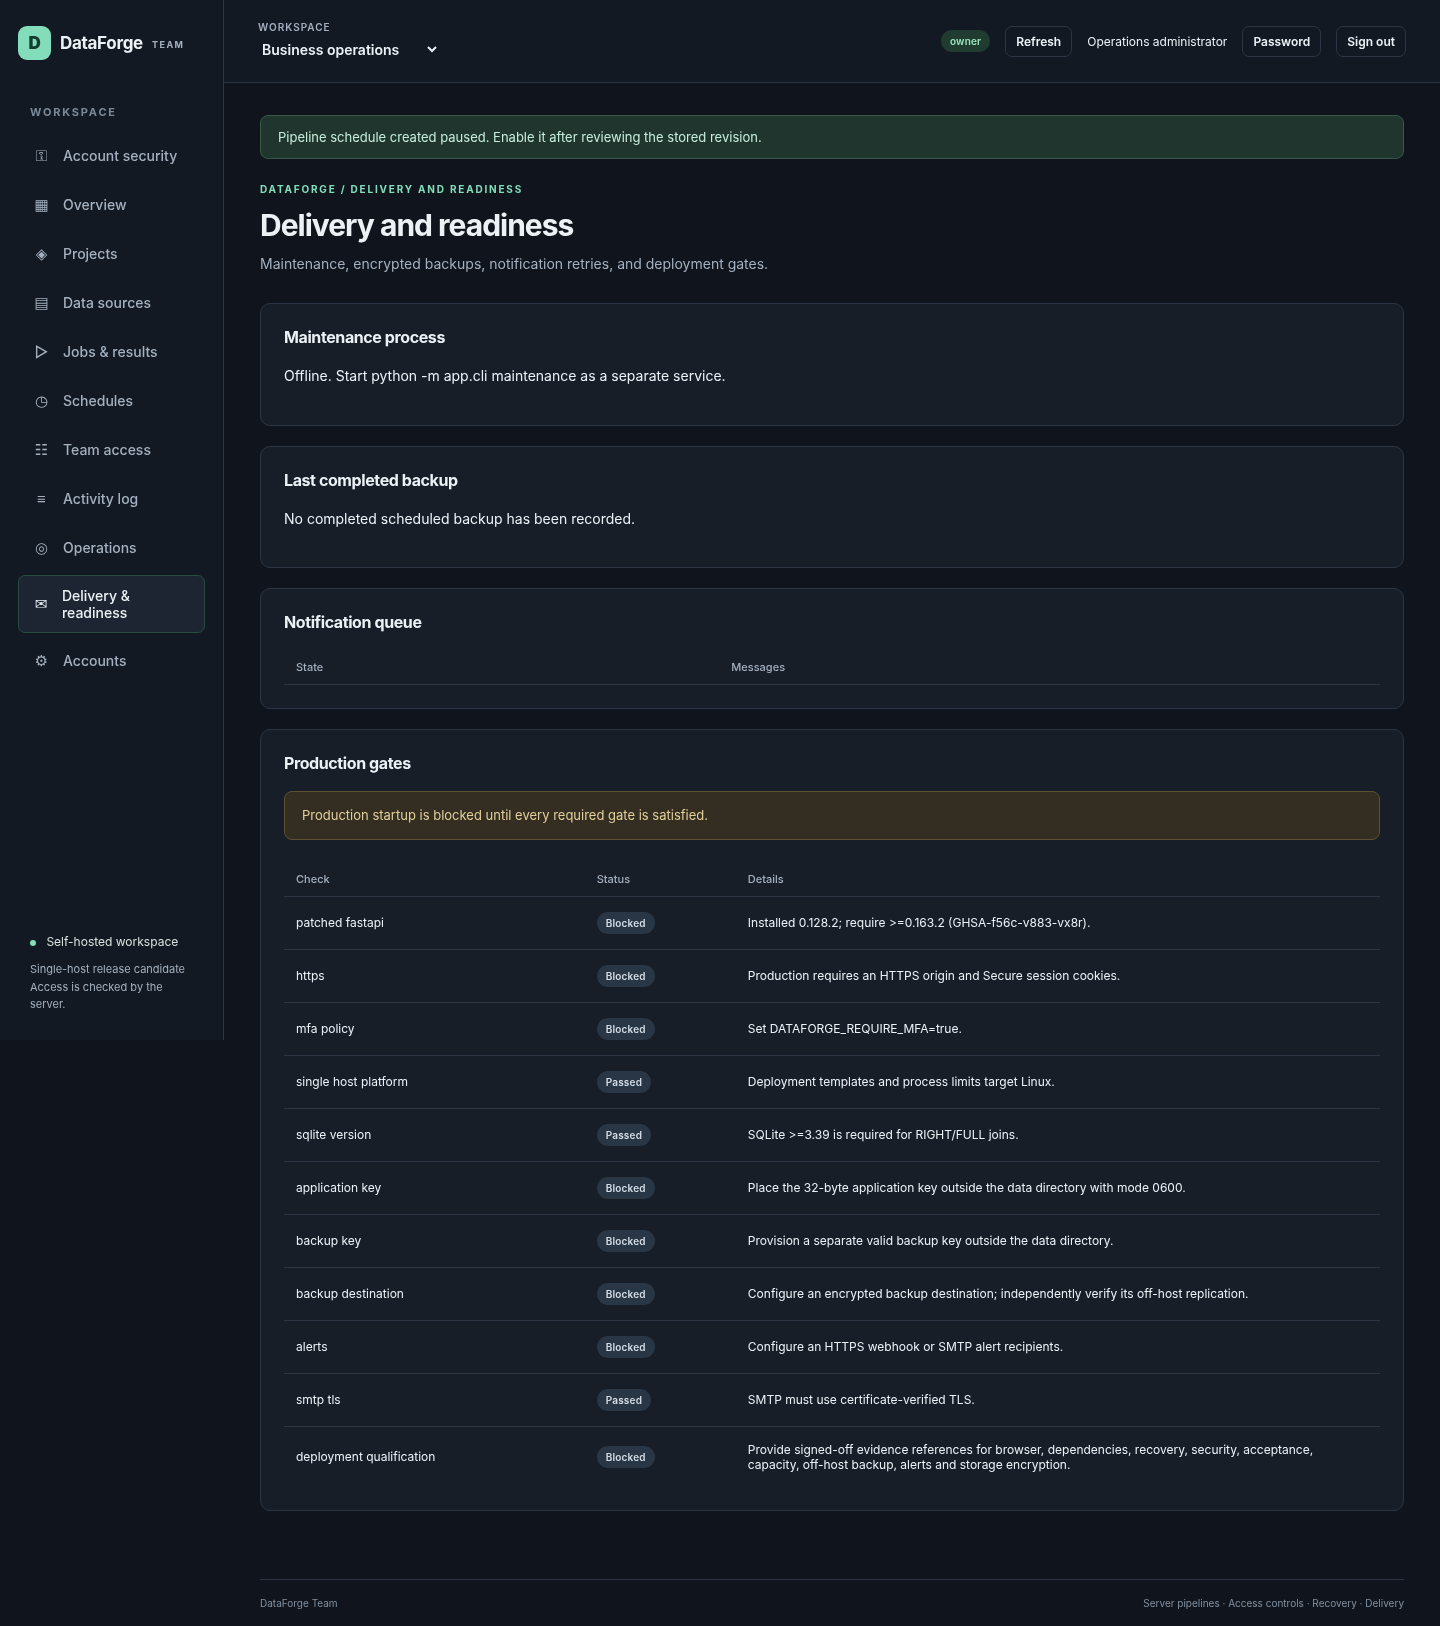 D DataForge TEAM
WORKSPACE
Account security
Overview
Projects
Data sources
Jobs & results
Schedules
Team access
Activity log
Operations
Delivery &
readiness
Accounts
Self-hosted workspace
Single-host release candidate
Access is checked by the
server.
WORKSPACE
Business operations
owner
Refresh
Operations administrator
Password
Sign out
Pipeline schedule created paused. Enable it after reviewing the stored revision.
DATAFORGE / DELIVERY AND READINESS
Delivery and readiness
Maintenance, encrypted backups, notification retries, and deployment gates.
Maintenance process
Offline. Start python -m app.cli maintenance as a separate service.
Last completed backup
No completed scheduled backup has been recorded.
Notification queue
State Messages
Production gates
Production startup is blocked until every required gate is satisfied.
Check Status Details
patched fastapi Blocked Installed 0.128.2; require >=0.163.2 (GHSA-f56c-v883-vx8r).
https Blocked Production requires an HTTPS origin and Secure session cookies.
mfa policy Blocked Set DATAFORGE_REQUIRE_MFA=true.
single host platform Passed Deployment templates and process limits target Linux.
sqlite version Passed SQLite >=3.39 is required for RIGHT/FULL joins.
application key Blocked Place the 32-byte application key outside the data directory with mode 0600.
backup key Blocked Provision a separate valid backup key outside the data directory.
backup destination Blocked Configure an encrypted backup destination; independently verify its off-host replication.
alerts Blocked Configure an HTTPS webhook or SMTP alert recipients.
smtp tls Passed SMTP must use certificate-verified TLS.
deployment qualification Blocked Provide signed-off evidence references for browser, dependencies, recovery, security, acceptance,
capacity, off-host backup, alerts and storage encryption.
DataForge Team
Server pipelines · Access controls · Recovery · Delivery